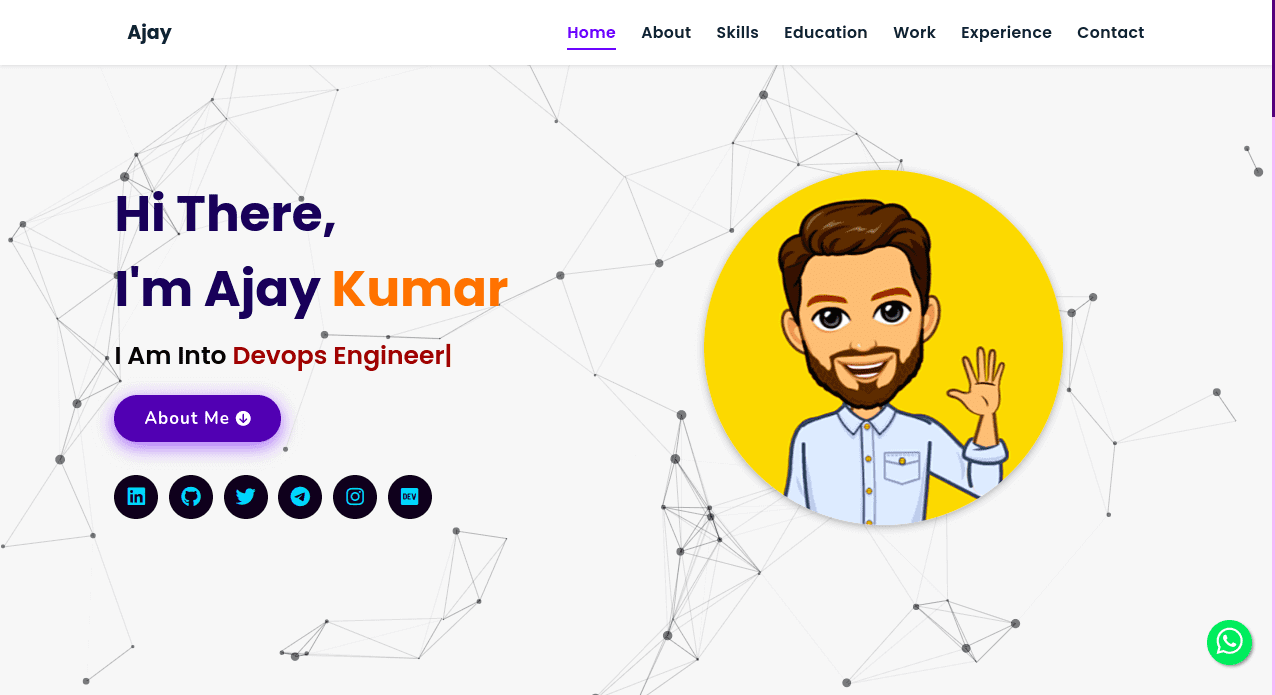 Ajay
Home About Skills Education Work Experience Contact
Hi There,
I'm Ajay Kumar
I Am Into Devops Engineer|
About Me
DEV